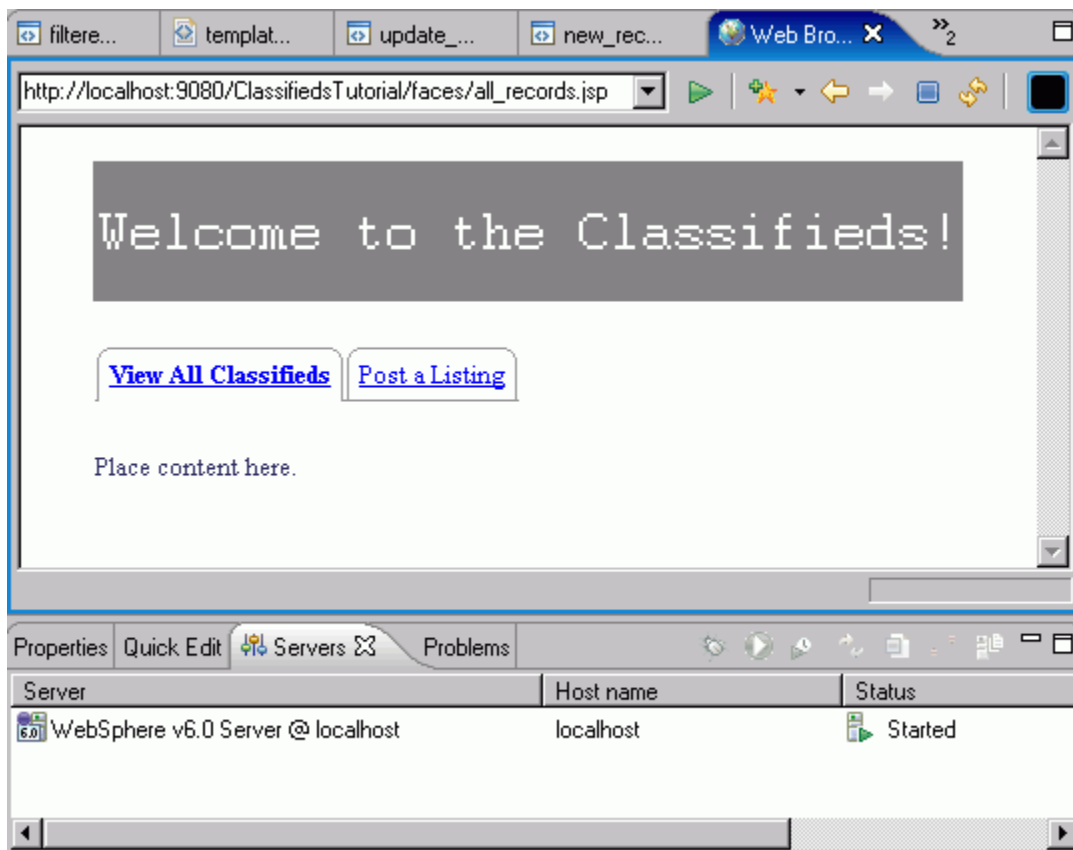 filtere... templat... update_... new_rec... Web Bro... »2
http://localhost:9080/ClassifiedsTutorial/faces/all_records.jsp
Welcome to the Classifieds!
View All Classifieds Post a Listing
Place content here.
Properties Quick Edit Servers Problems
Server Host name Status
6.0 WebSphere v6.0 Server @ localhost localhost Started